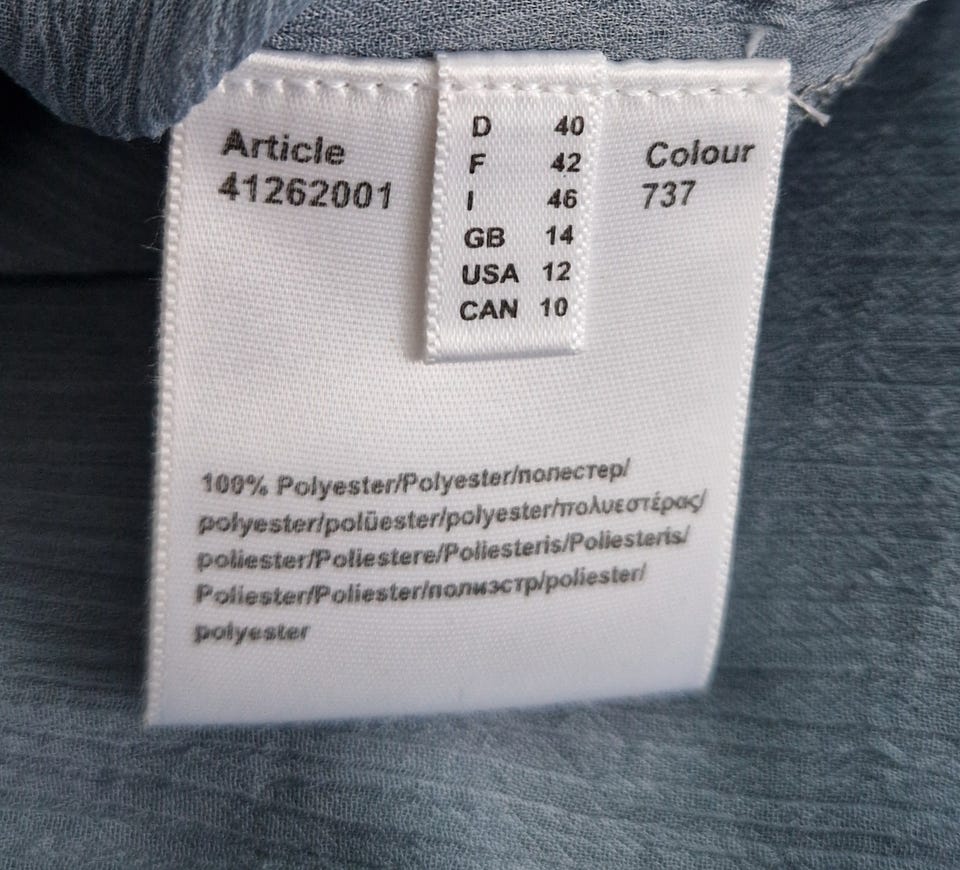 Article
41262001
D 40
F 42
I 46
GB 14
USA 12
CAN 10
Colour
737
100% Polyester/Polyester/полестер/
polyester/polüester/polyester/πολυεστέρας/
poliester/Poliestere/Poliesteris/Poliesteris/
Poliester/Poliester/полиэстр/poliester/
polyester